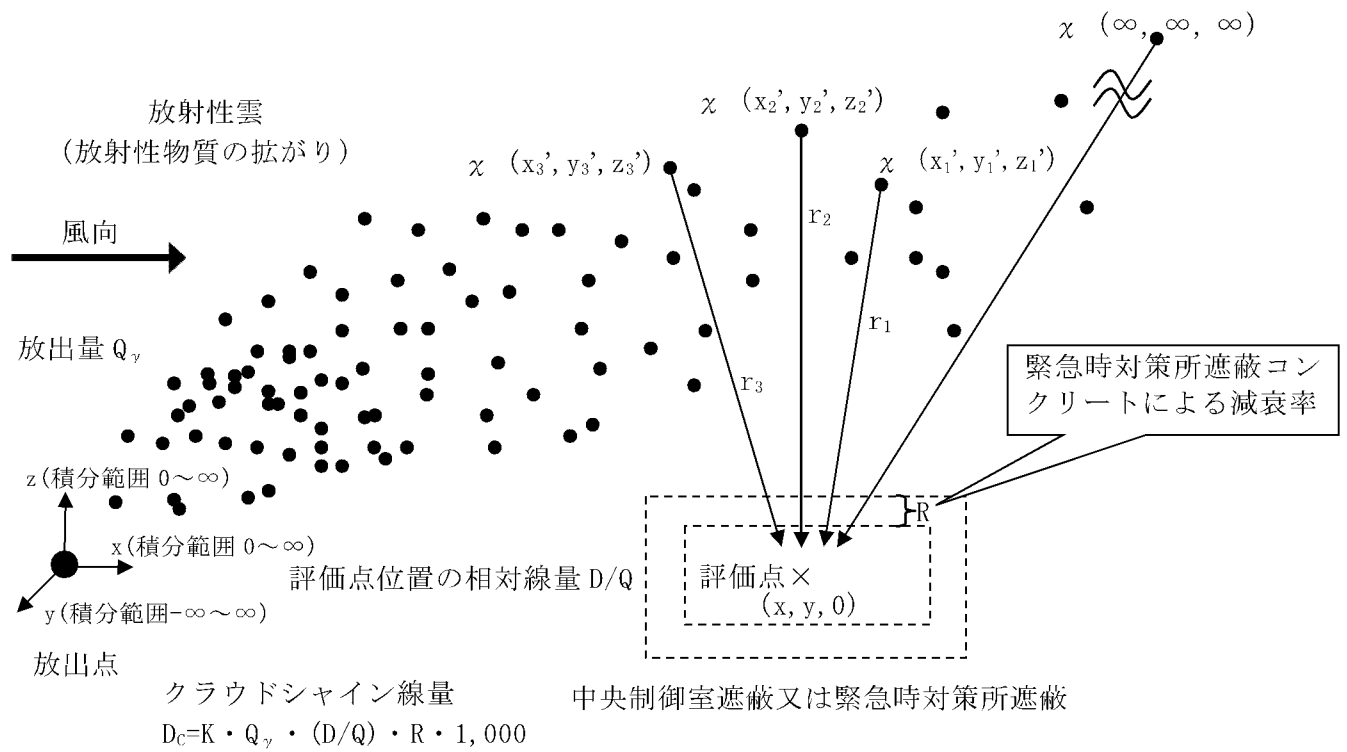 χ (∞, ∞, ∞)
放射性雲
(放射性物質の拡がり)
χ (x₂', y₂', z₂')
χ (x₃', y₃', z₃')
χ (x₁', y₁', z₁')
風向
r₂
r₁
r₃
放出量 Qᵧ
緊急時対策所遮蔽コン
クリートによる減衰率
z(積分範囲 0～∞)
R
x(積分範囲 0～∞)
評価点位置の相対線量 D/Q
評価点×
(x, y, 0)
y(積分範囲-∞～∞)
放出点
クラウドシャイン線量
中央制御室遮蔽又は緊急時対策所遮蔽
D_C=K・Qᵧ・(D/Q)・R・1,000